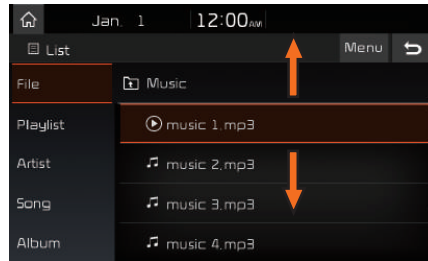 Jan. 1 12:00AM
List Menu
File Music
Playlist music 1.mp3
Artist music 2.mp3
Song music 3.mp3
Album music 4.mp3